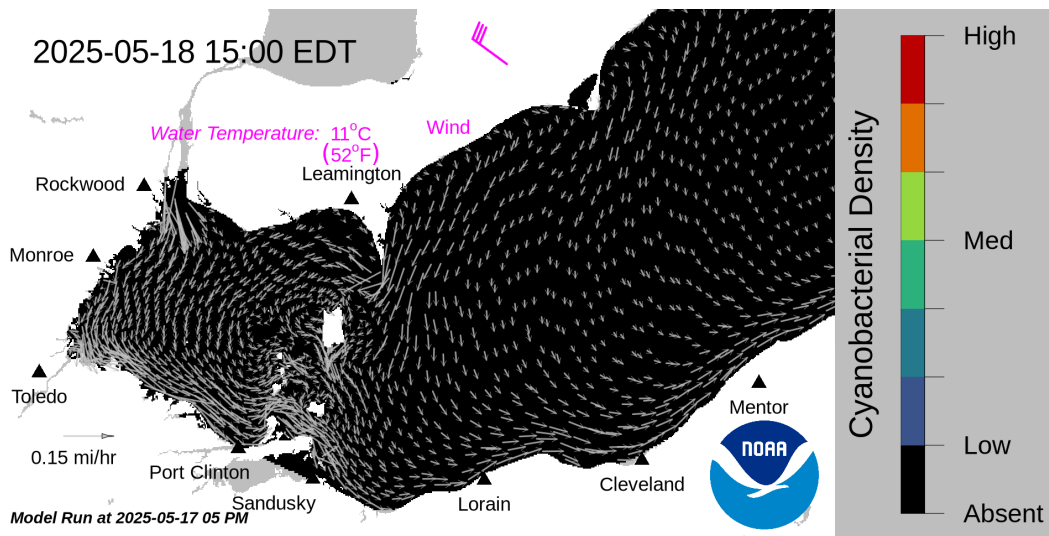 2025-05-18 15:00 EDT
Water Temperature: 11°C
(52°F)
Wind
Leamington
Rockwood
Monroe
Toledo
0.15 mi/hr
Port Clinton
Sandusky
Lorain
Cleveland
Mentor
NOAA
Model Run at 2025-05-17 05 PM
Cyanobacterial Density
High
Med
Low
Absent